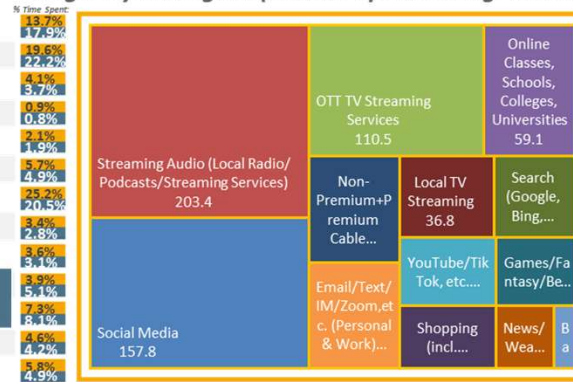 % Time Spent:
13.7%
17.9%
19.6%
22.2%
4.1%
3.7%
0.9%
0.8%
2.1%
1.9%
5.7%
4.9%
25.2%
20.5%
3.4%
2.8%
3.6%
3.1%
3.9%
5.1%
7.3%
8.1%
4.6%
4.2%
5.8%
4.9%
Streaming Audio (Local Radio/
Podcasts/Streaming Services)
203.4
Social Media
157.8
OTT TV Streaming
Services
110.5
Online
Classes,
Schools,
Colleges,
Universities
59.1
Non-
Premium+P
remium
Cable...
Local TV
Streaming
36.8
Search
(Google,
Bing,...
Email/Text/
IM/Zoom,et
c. (Personal
& Work)...
YouTube/Tik
Tok, etc....
Games/Fa
ntasy/Be...
Shopping
(incl....
News/
Wea...
B
a